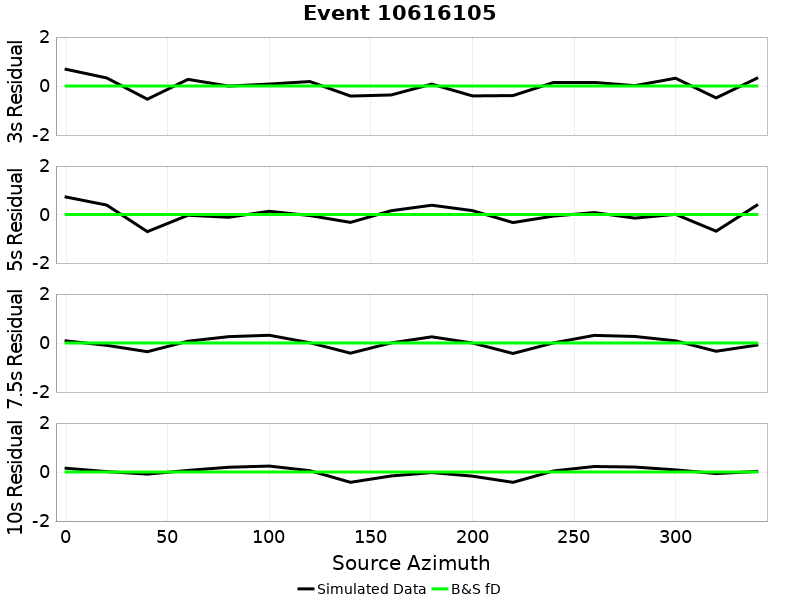 Event 10616105
3s Residual
2
0
-2
5s Residual
2
0
-2
7.5s Residual
2
0
-2
10s Residual
2
0
-2
0 50 100 150 200 250 300
Source Azimuth
Simulated Data B&S fD